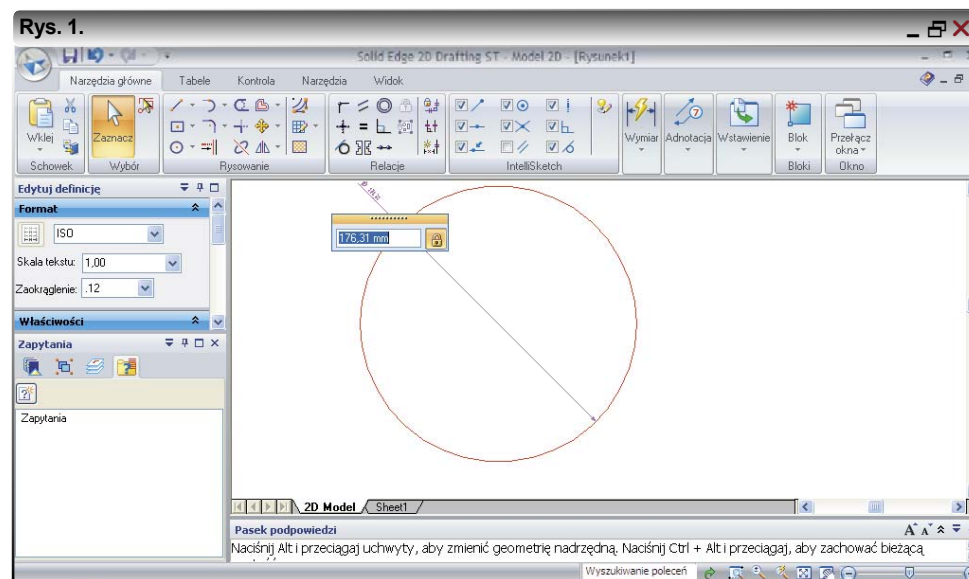 Rys. 1.
Solid Edge 2D Drafting ST - Model 2D - [Rysunek1]
Narzędzia główne Tabele Kontrola Narzędzia Widok
Wklej Zaznacz Wymiar Adnotacja Wstawienie Blok Przełącz okna
Schowek Wybór Rysowanie Relacje IntelliSketch Bloki Okno
Edytuj definicję
Format
ISO
Skala tekstu: 1,00
Zaokrąglenie: .12
Właściwości
Zapytania
Zapytania
176,31 mm
2D Model Sheet1
Pasek podpowiedzi
Naciśnij Alt i przeciągaj uchwyty, aby zmienić geometrię nadrzędną. Naciśnij Ctrl + Alt i przeciągaj, aby zachować bieżącą
Wyszukiwanie poleceń